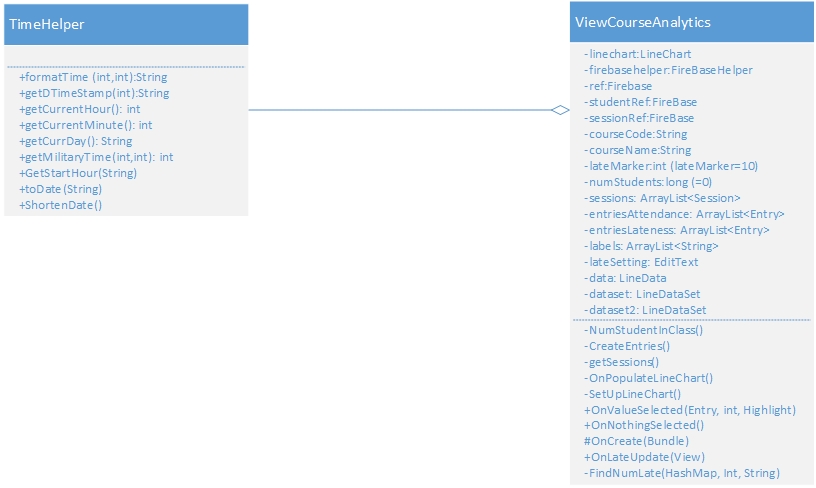 TimeHelper
+formatTime (int,int):String
+getDTimeStamp(int):String
+getCurrentHour(): int
+getCurrentMinute(): int
+getCurrDay(): String
+getMilitaryTime(int,int): int
+GetStartHour(String)
+toDate(String)
+ShortenDate()
ViewCourseAnalytics
-linechart:LineChart
-firebasehelper:FireBaseHelper
-ref:Firebase
-studentRef:FireBase
-sessionRef:FireBase
-courseCode:String
-courseName:String
-lateMarker:int (lateMarker=10)
-numStudents:long (=0)
-sessions: ArrayList<Session>
-entriesAttendance: ArrayList<Entry>
-entriesLateness: ArrayList<Entry>
-labels: ArrayList<String>
-lateSetting: EditText
-data: LineData
-dataset: LineDataSet
-dataset2: LineDataSet
-NumStudentInClass()
-CreateEntries()
-getSessions()
-OnPopulateLineChart()
-SetUpLineChart()
+OnValueSelected(Entry, int, Highlight)
+OnNothingSelected()
#OnCreate(Bundle)
+OnLateUpdate(View)
-FindNumLate(HashMap, Int, String)